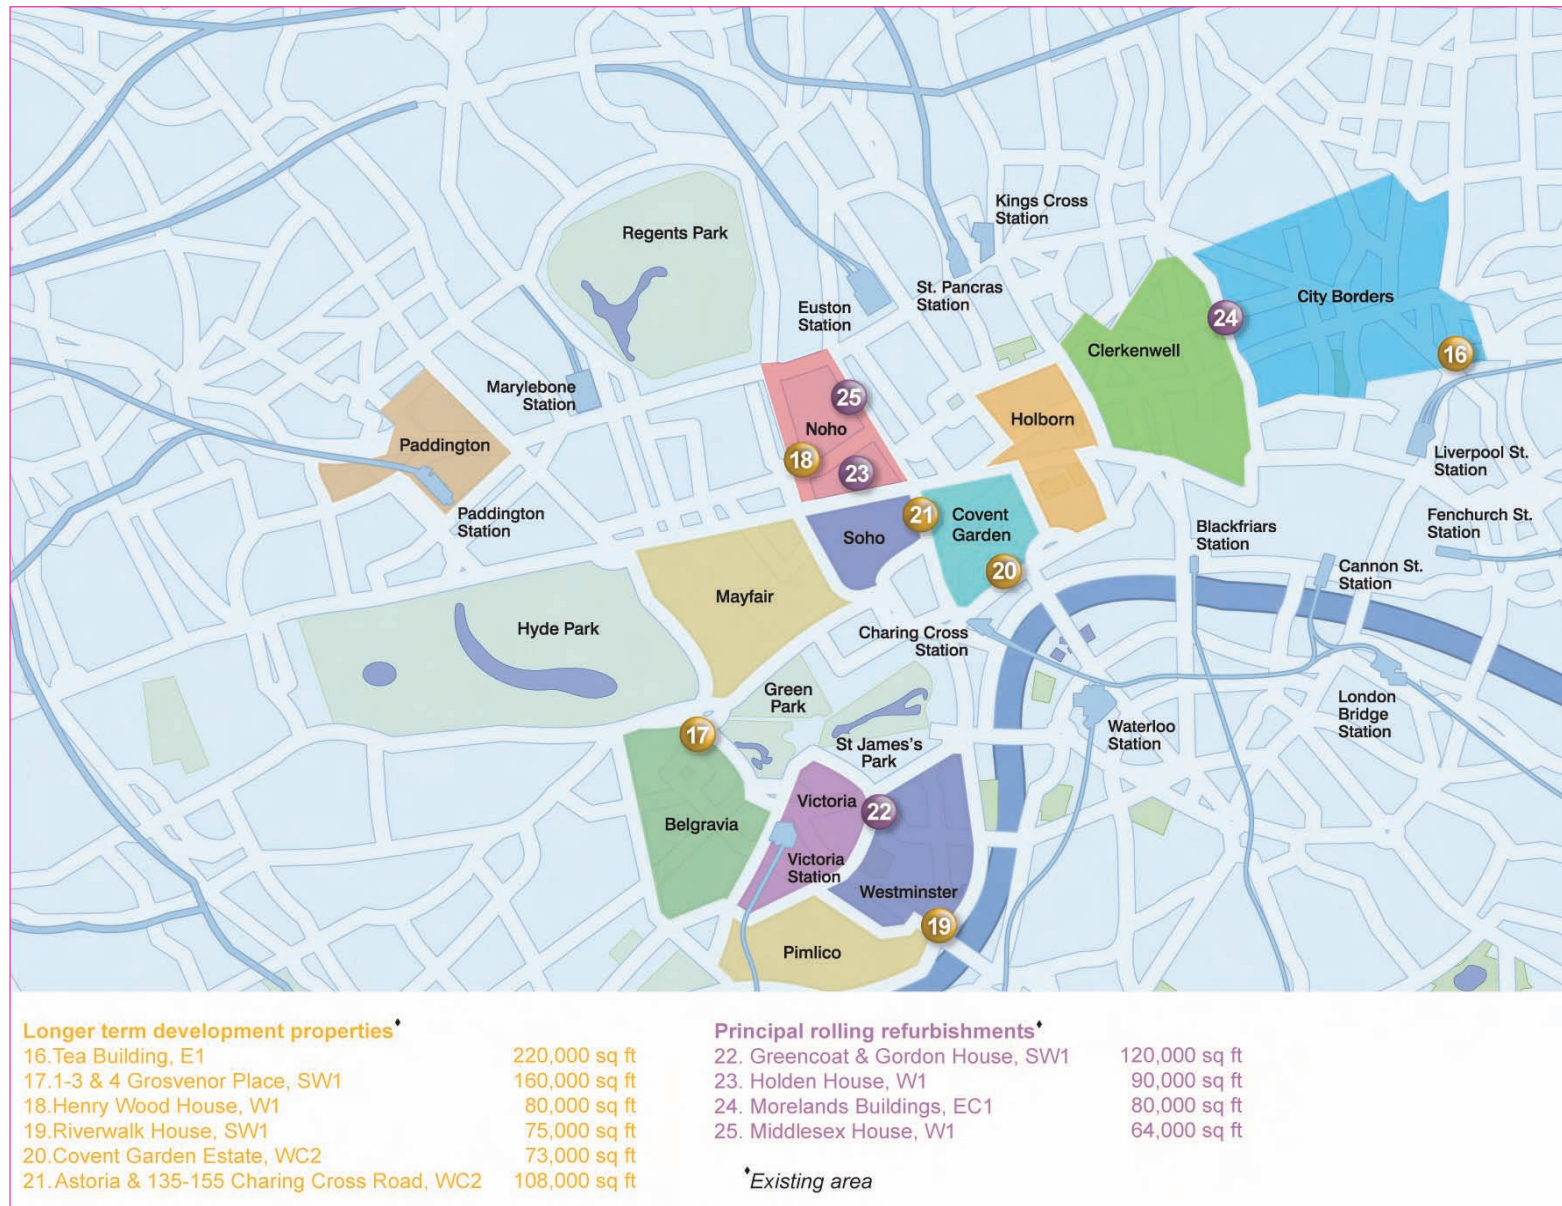 Kings Cross
Station
Regents Park
St. Pancras
Station
Euston
Station
City Borders
24
16
Clerkenwell
Marylebone
Station
25
Noho
Holborn
Paddington
18
23
Liverpool St.
Station
Paddington
Station
21
Covent
Garden
Soho
Blackfriars
Station
Fenchurch St.
Station
20
Cannon St.
Station
Mayfair
Hyde Park
Charing Cross
Station
Green
Park
London
Bridge
Station
Waterloo
Station
17
St James's
Park
Victoria
22
Belgravia
Victoria
Station
Westminster
19
Pimlico
Longer term development properties♦
16.Tea Building, E1 220,000 sq ft
17.1-3 & 4 Grosvenor Place, SW1 160,000 sq ft
18.Henry Wood House, W1 80,000 sq ft
19.Riverwalk House, SW1 75,000 sq ft
20.Covent Garden Estate, WC2 73,000 sq ft
21.Astoria & 135-155 Charing Cross Road, WC2 108,000 sq ft
Principal rolling refurbishments♦
22. Greencoat & Gordon House, SW1 120,000 sq ft
23. Holden House, W1 90,000 sq ft
24. Morelands Buildings, EC1 80,000 sq ft
25. Middlesex House, W1 64,000 sq ft
♦Existing area